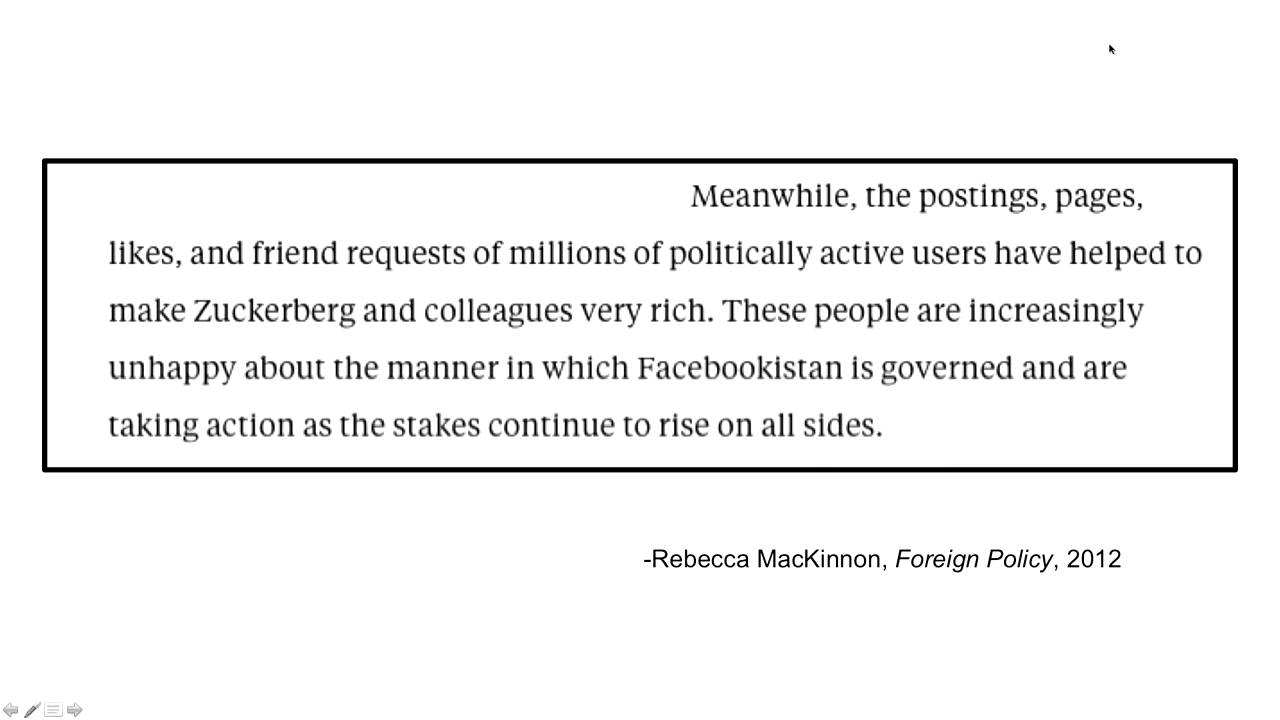 Meanwhile, the postings, pages,
likes, and friend requests of millions of politically active users have helped to
make Zuckerberg and colleagues very rich. These people are increasingly
unhappy about the manner in which Facebookistan is governed and are
taking action as the stakes continue to rise on all sides.
-Rebecca MacKinnon, Foreign Policy, 2012